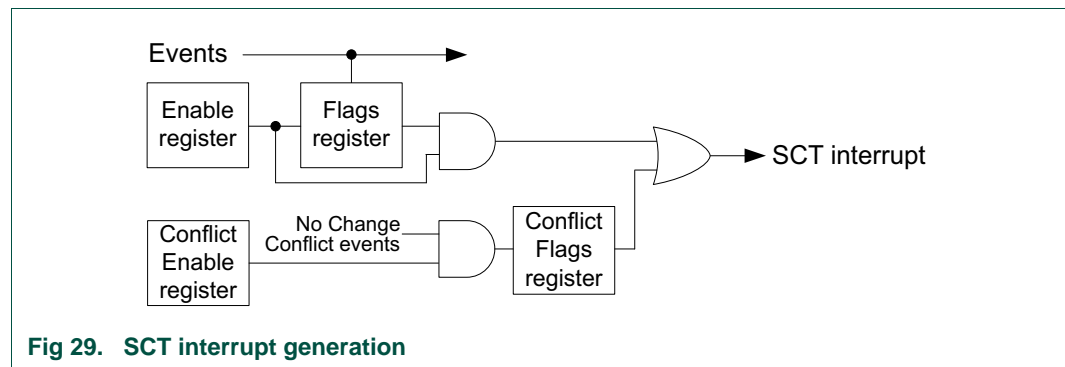 Events
Enable
register
Flags
register
SCT interrupt
No Change
Conflict events
Conflict
Enable
register
Conflict
Flags
register
Fig 29. SCT interrupt generation